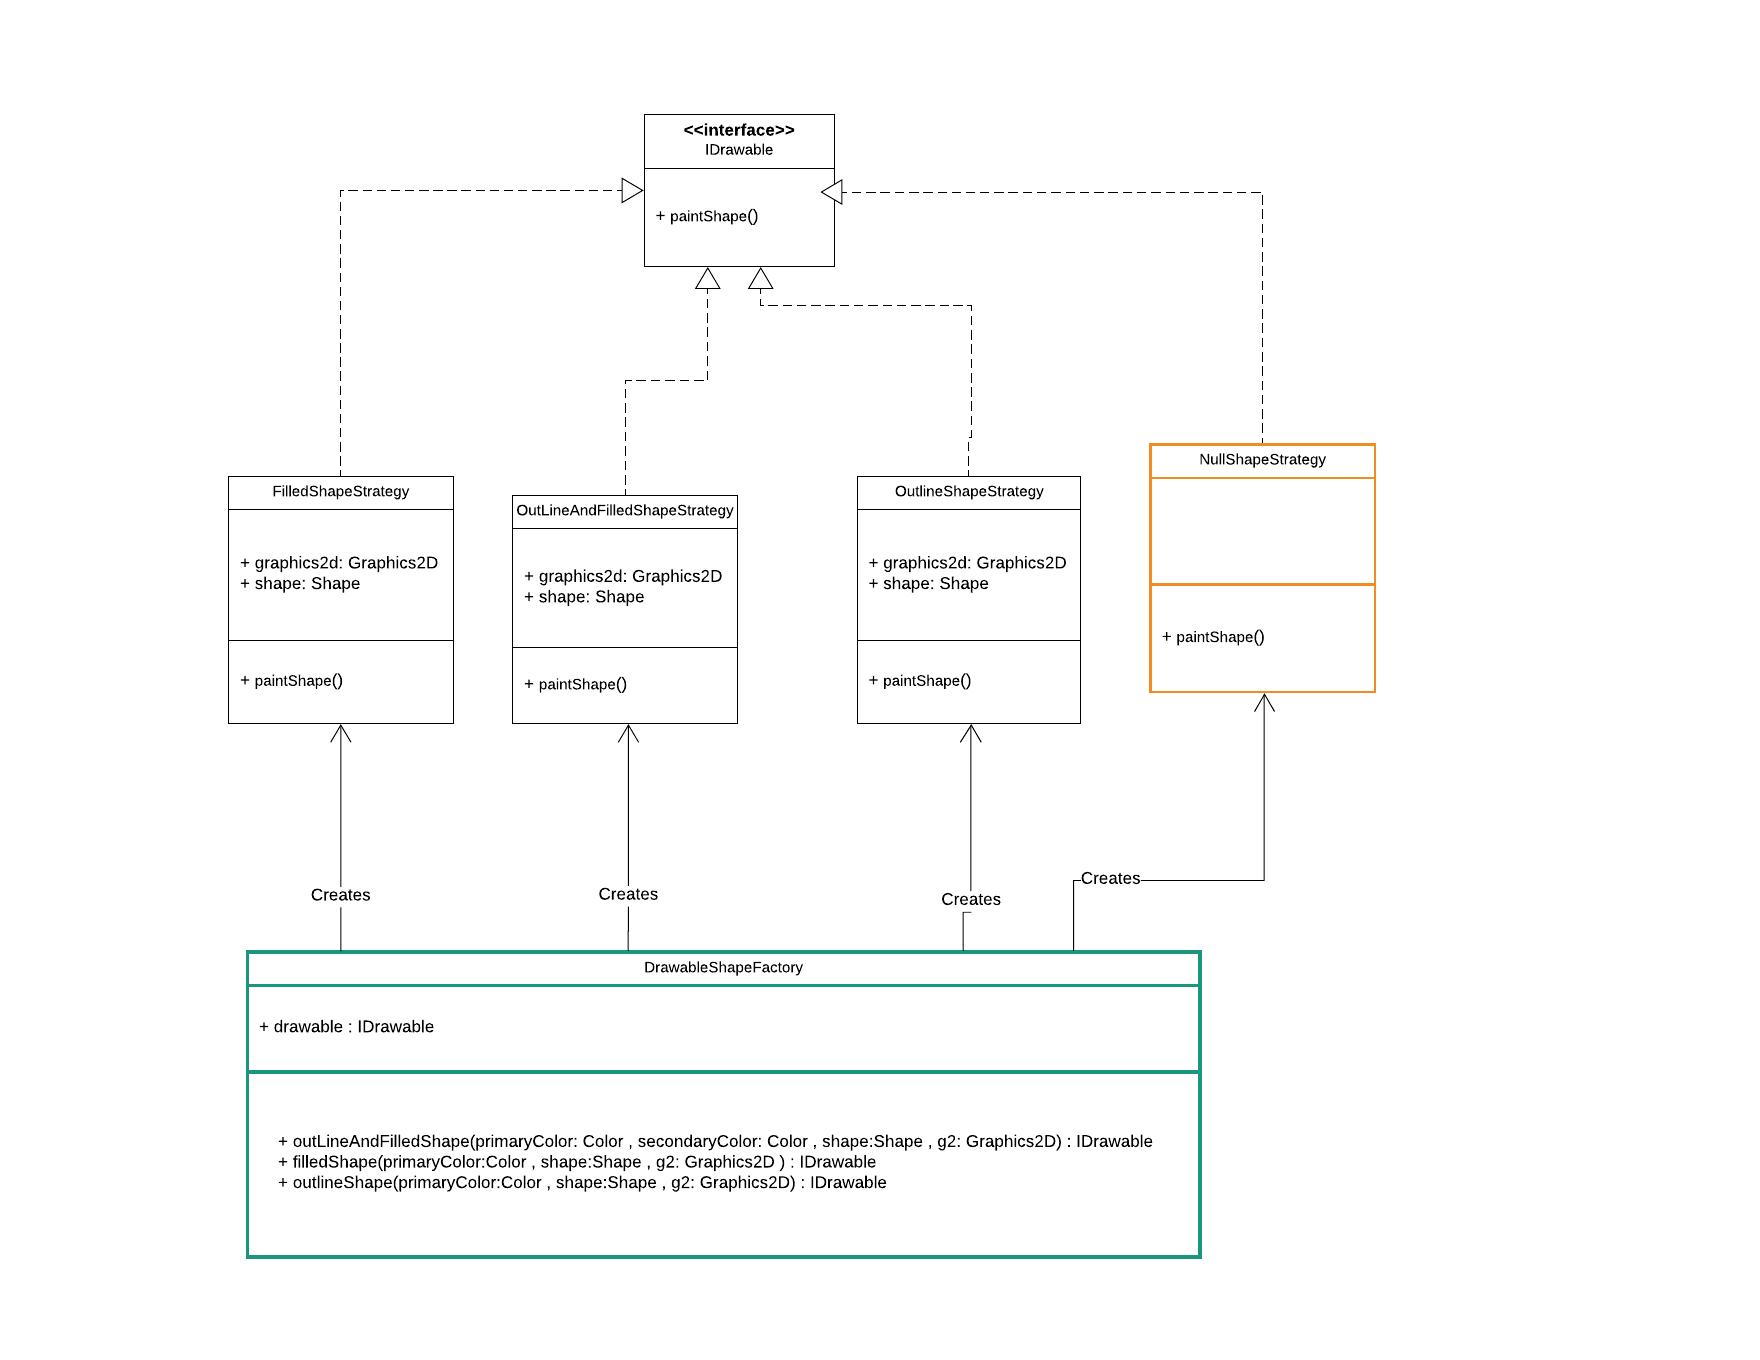 <<interface>>
IDrawable
+ paintShape()
FilledShapeStrategy
+ graphics2d: Graphics2D
+ shape: Shape
+ paintShape()
OutLineAndFilledShapeStrategy
+ graphics2d: Graphics2D
+ shape: Shape
+ paintShape()
OutlineShapeStrategy
+ graphics2d: Graphics2D
+ shape: Shape
+ paintShape()
NullShapeStrategy
+ paintShape()
Creates
Creates
Creates
Creates
DrawableShapeFactory
+ drawable : IDrawable
+ outLineAndFilledShape(primaryColor: Color , secondaryColor: Color , shape:Shape , g2: Graphics2D) : IDrawable
+ filledShape(primaryColor:Color , shape:Shape , g2: Graphics2D ) : IDrawable
+ outlineShape(primaryColor:Color , shape:Shape , g2: Graphics2D) : IDrawable